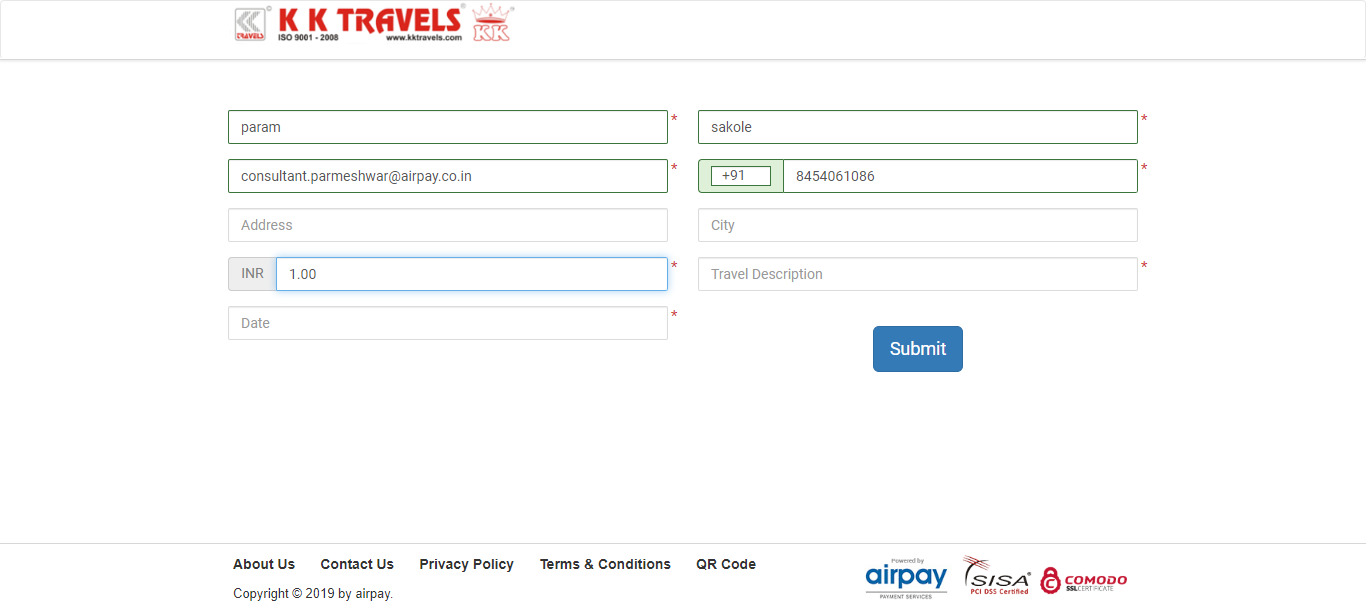 TRAVELS
K K TRAVELS
ISO 9001 - 2008 www.kktravels.com
KK
param * sakole *
consultant.parmeshwar@airpay.co.in * +91 8454061086 *
Address City
INR 1.00 * Travel Description *
Date *
Submit
About Us Contact Us Privacy Policy Terms & Conditions QR Code
Copyright © 2019 by airpay.
Powered by
airpay
PAYMENT SERVICES
SISA
PCI DSS Certified
COMODO
SSL CERTIFICATE